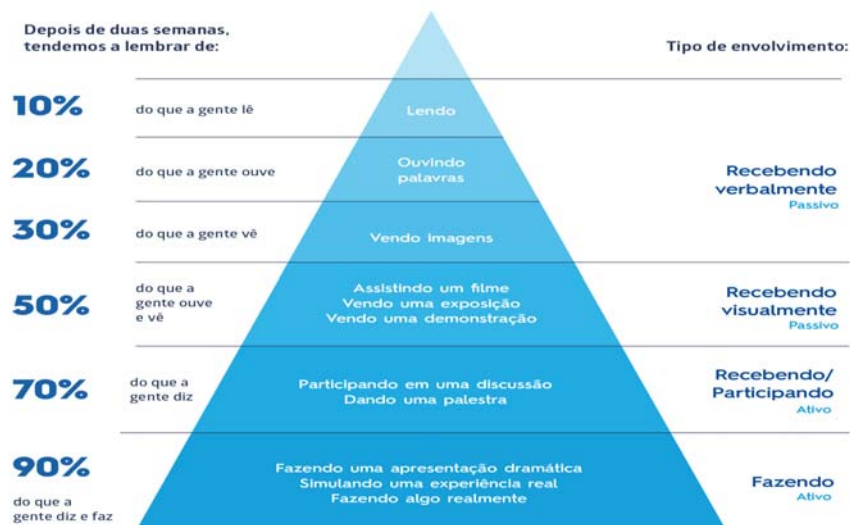 Depois de duas semanas,
tendemos a lembrar de:
Tipo de envolvimento:
10%
do que a gente lê
Lendo
20%
do que a gente ouve
Ouvindo
palavras
Recebendo
verbalmente
Passivo
30%
do que a gente vê
Vendo imagens
50%
do que a
gente ouve
e vê
Assistindo um filme
Vendo uma exposição
Vendo uma demonstração
Recebendo
visualmente
Passivo
70%
do que a
gente diz
Participando em uma discussão
Dando uma palestra
Recebendo/
Participando
Ativo
90%
do que a
gente diz e faz
Fazendo uma apresentação dramática
Simulando uma experiência real
Fazendo algo realmente
Fazendo
Ativo